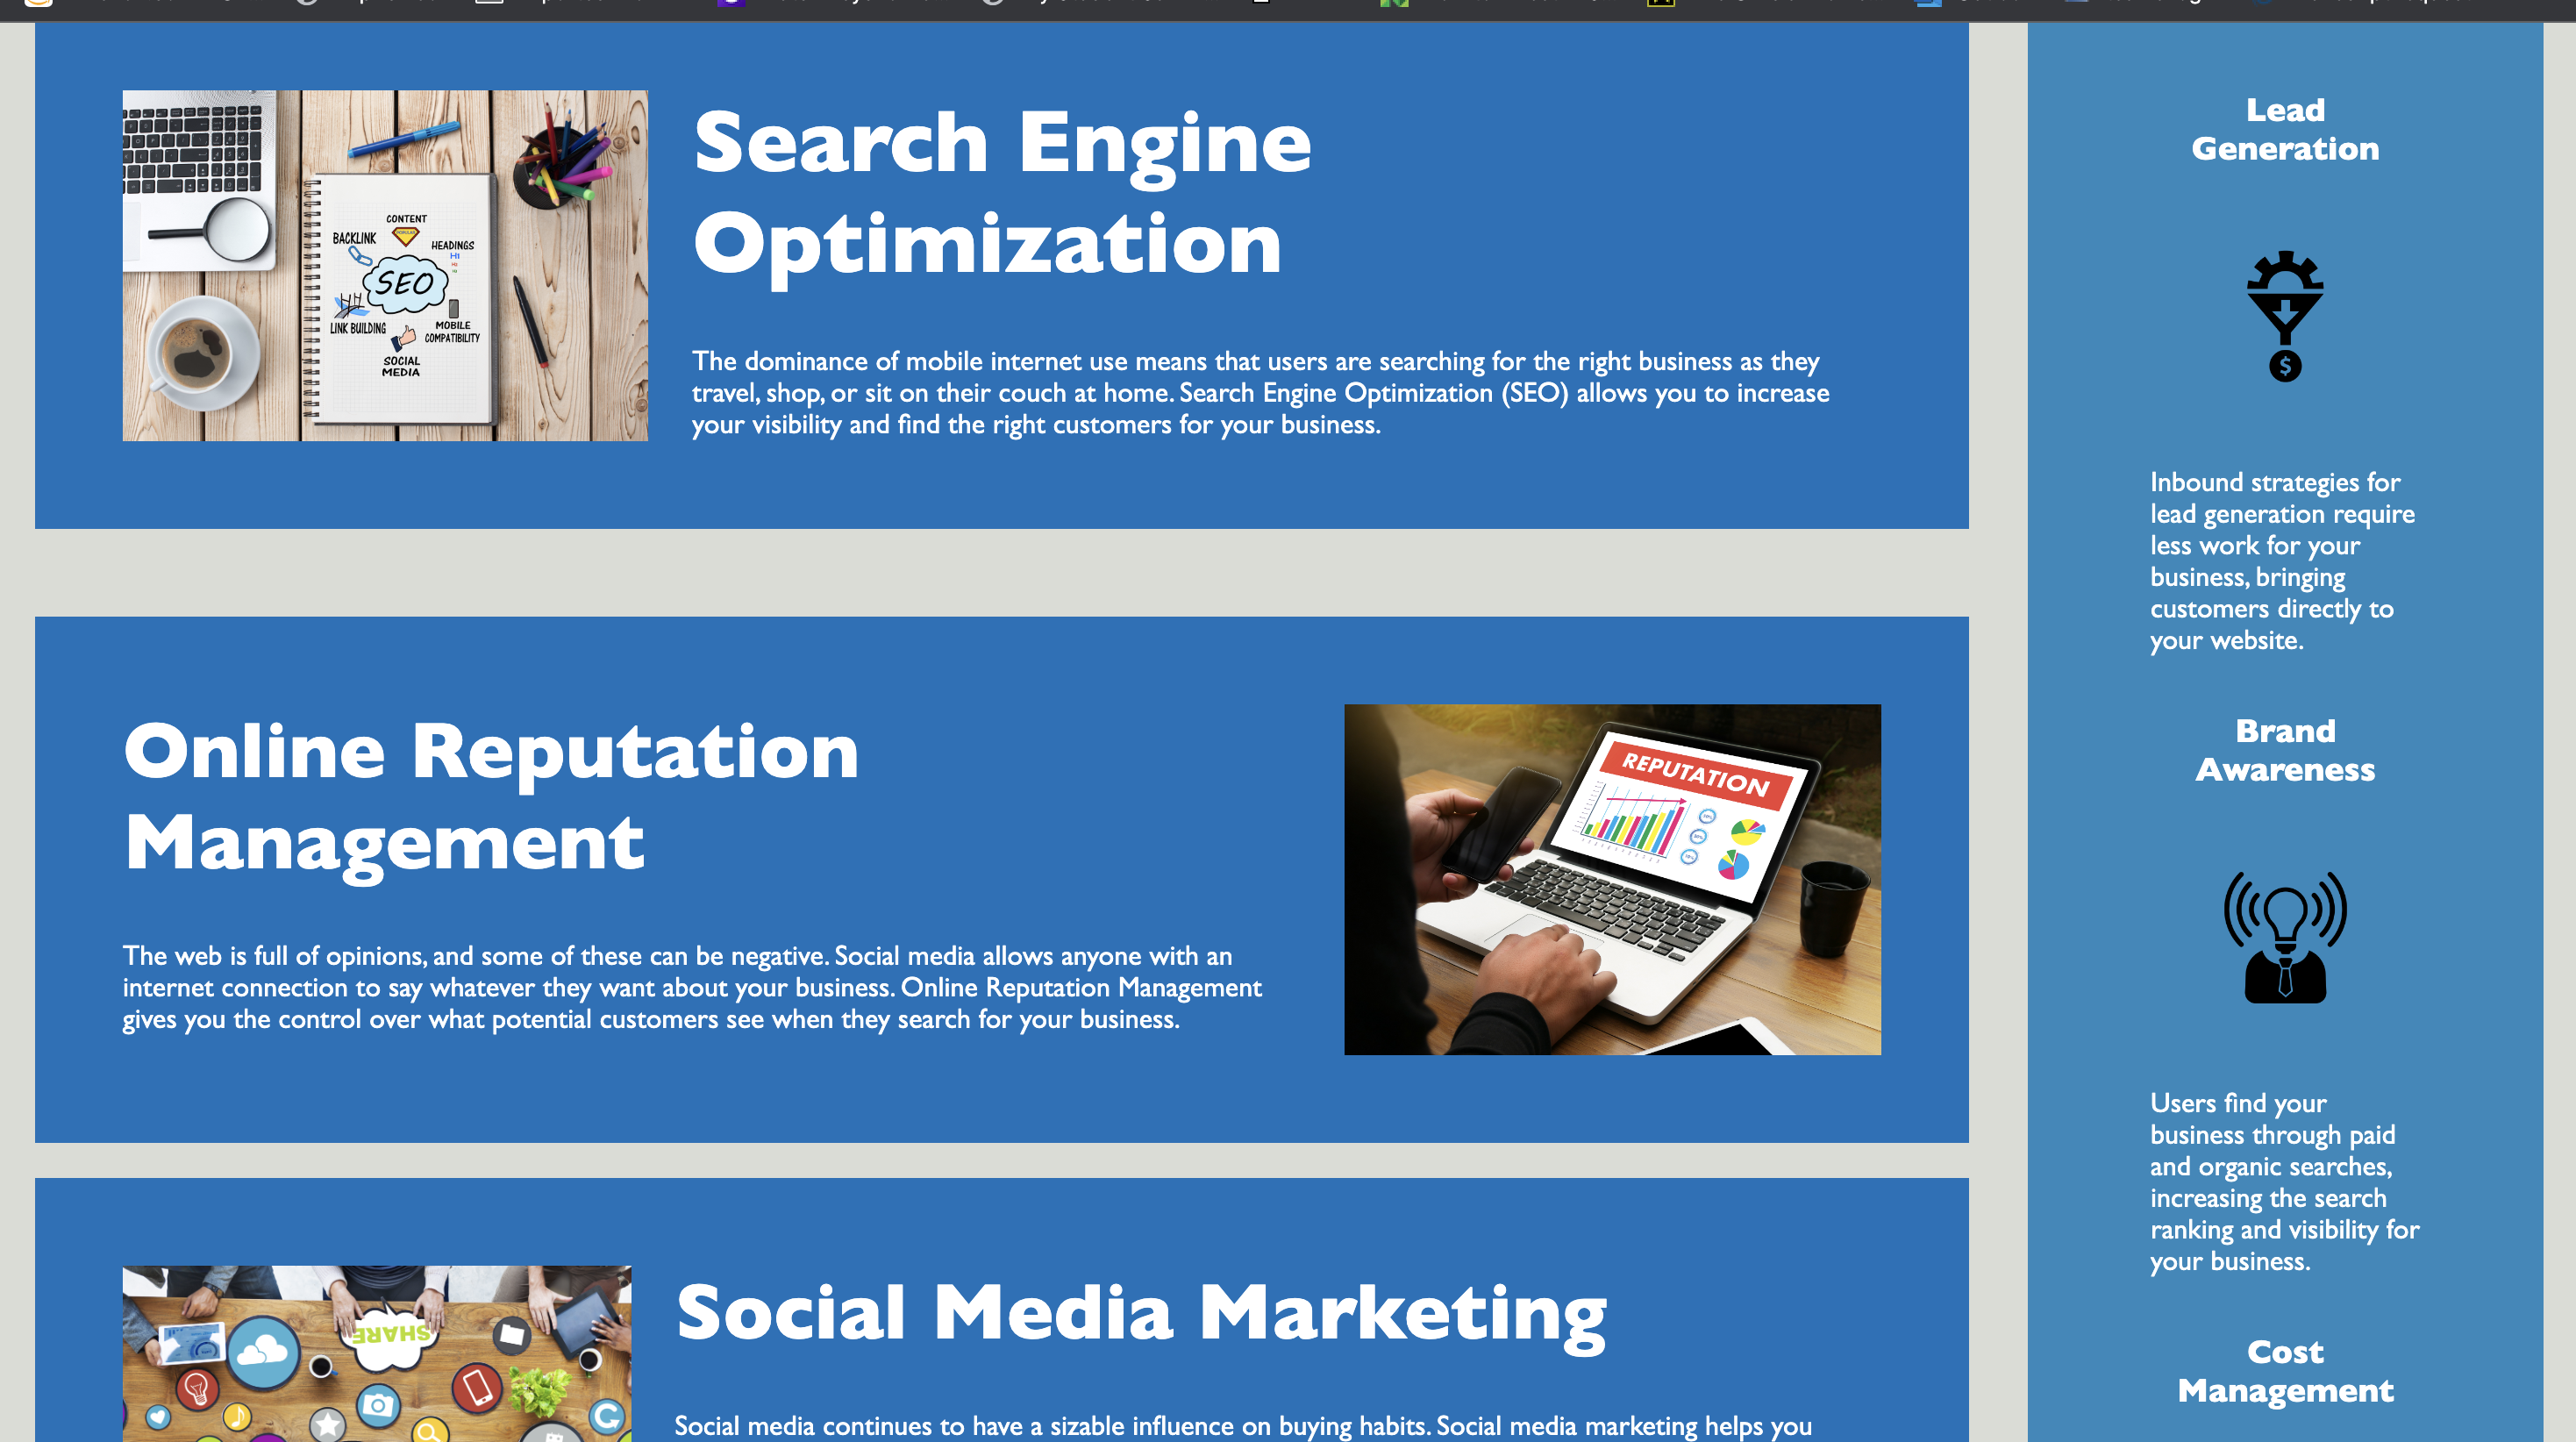 Search Engine
Optimization
CONTENT
BACKLINK
HEADINGS
H1
SEO
LINK BUILDING
MOBILE
COMPATIBILITY
SOCIAL
MEDIA
The dominance of mobile internet use means that users are searching for the right business as they
travel, shop, or sit on their couch at home. Search Engine Optimization (SEO) allows you to increase
your visibility and find the right customers for your business.
Online Reputation
Management
The web is full of opinions, and some of these can be negative. Social media allows anyone with an
internet connection to say whatever they want about your business. Online Reputation Management
gives you the control over what potential customers see when they search for your business.
REPUTATION
SHARE
Social Media Marketing
Social media continues to have a sizable influence on buying habits. Social media marketing helps you
Lead
Generation
$
Inbound strategies for
lead generation require
less work for your
business, bringing
customers directly to
your website.
Brand
Awareness
Users find your
business through paid
and organic searches,
increasing the search
ranking and visibility for
your business.
Cost
Management